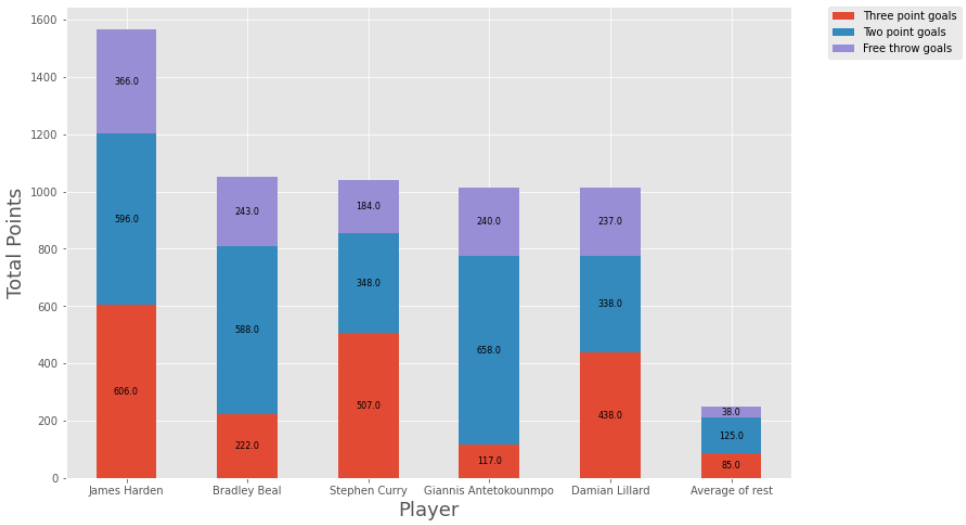 Three point goals
Two point goals
Free throw goals
Total Points
1600
1400
1200
1000
800
600
400
200
0
366.0
596.0
606.0
243.0
588.0
222.0
184.0
348.0
507.0
240.0
658.0
117.0
237.0
338.0
438.0
38.0
125.0
85.0
James Harden
Bradley Beal
Stephen Curry
Giannis Antetokounmpo
Damian Lillard
Average of rest
Player